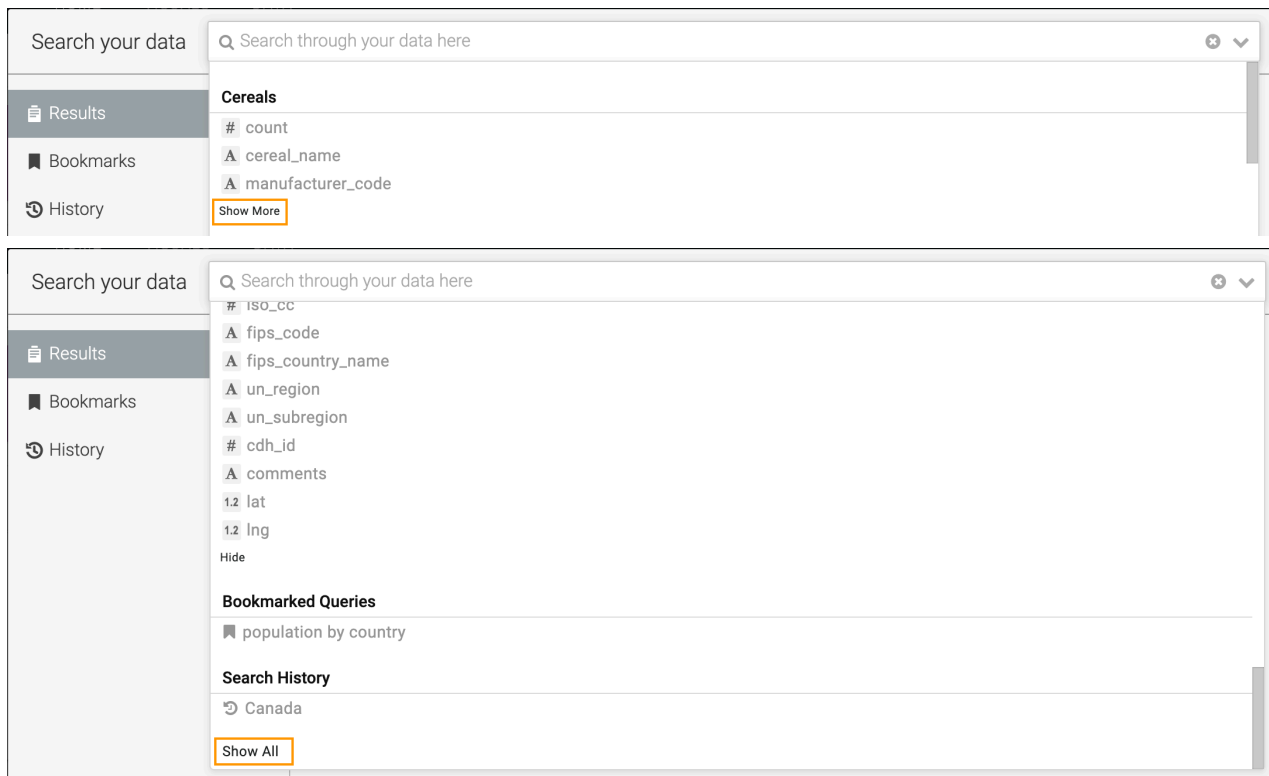 Search your data
Search through your data here
Cereals
Results
# count
A cereal_name
Bookmarks
A manufacturer_code
History
Show More
Search your data
Search through your data here
# iso_cc
A fips_code
Results
A fips_country_name
A un_region
Bookmarks
A un_subregion
# cdh_id
History
A comments
1.2 lat
1.2 lng
Hide
Bookmarked Queries
population by country
Search History
Canada
Show All